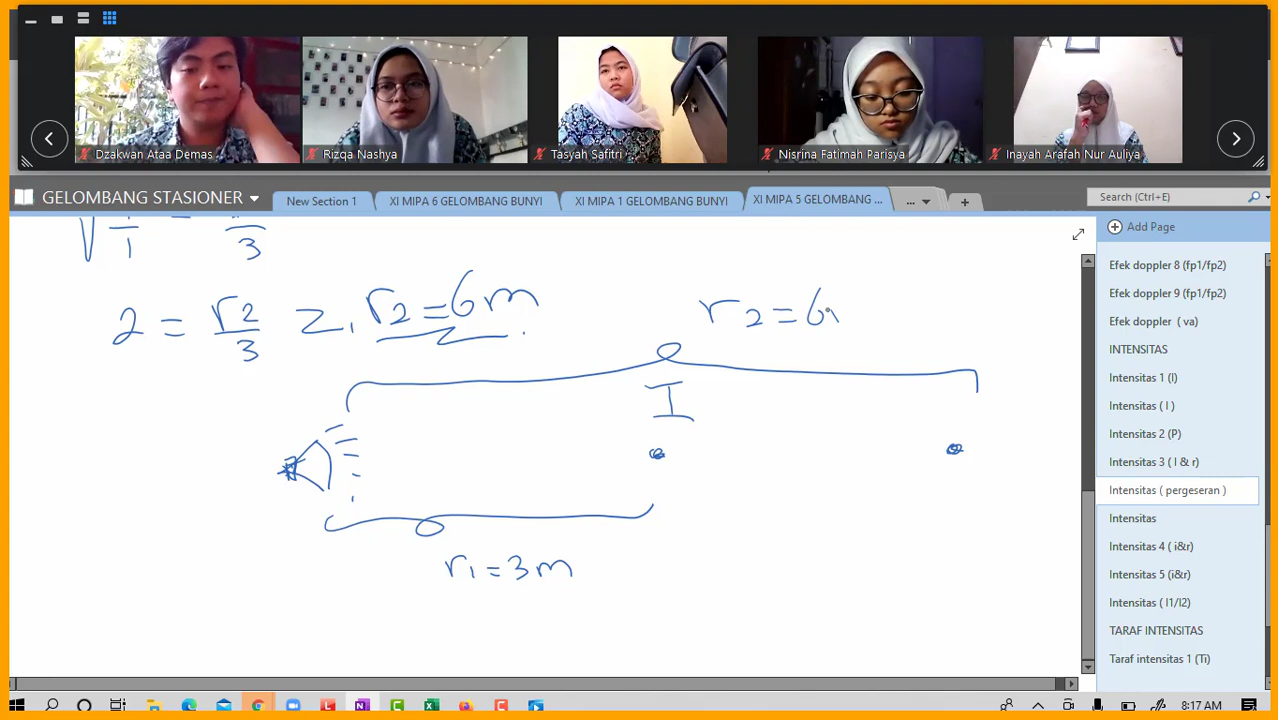 Dzakwan Ataa Demas
Rizqa Nashya
Tasyah Safitri
Nisrina Fatimah Parisya
Inayah Arafah Nur Auliya
GELOMBANG STASIONER
New Section 1
XI MIPA 6 GELOMBANG BUNYI
XI MIPA 1 GELOMBANG BUNYI
XI MIPA 5 GELOMBANG ...
...
Search (Ctrl+E)
Add Page
Efek doppler 8 (fp1/fp2)
Efek doppler 9 (fp1/fp2)
Efek doppler ( va)
INTENSITAS
Intensitas 1 (I)
Intensitas ( I )
Intensitas 2 (P)
Intensitas 3 ( I & r)
Intensitas ( pergeseran )
Intensitas
Intensitas 4 ( i&r)
Intensitas 5 (i&r)
Intensitas ( I1/I2)
TARAF INTENSITAS
Taraf intensitas 1 (Ti)
1 = 3
2 = r2/3
r2 = 6 m
r2 = 6
I
r1 = 3 m
8:17 AM